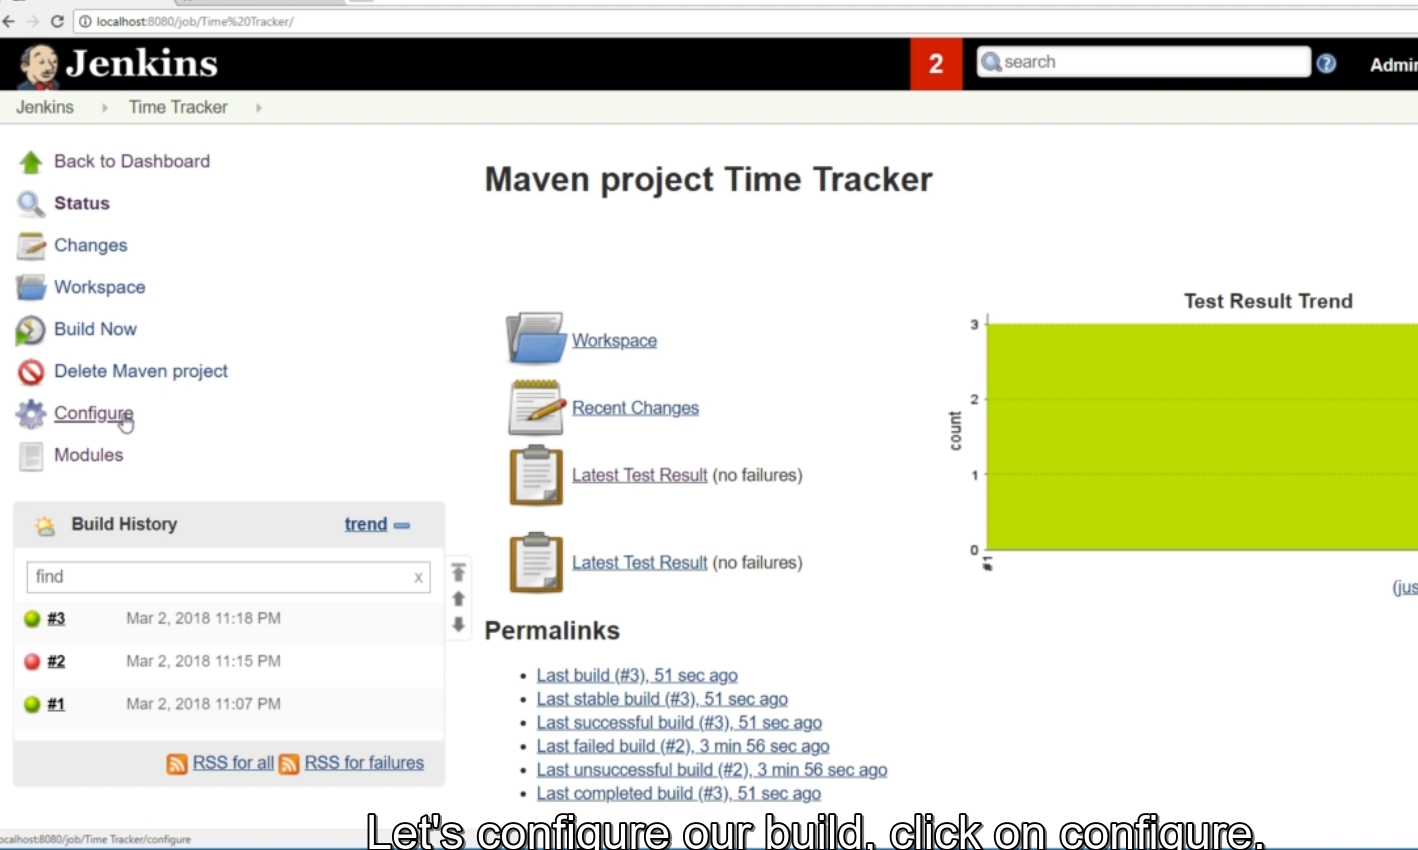 localhost:8080/job/Time%20Tracker/
Jenkins
2
search
Jenkins
Time Tracker
Back to Dashboard
Status
Changes
Workspace
Build Now
Delete Maven project
Configure
Modules
Build History
trend
find
x
#3 Mar 2, 2018 11:18 PM
#2 Mar 2, 2018 11:15 PM
#1 Mar 2, 2018 11:07 PM
RSS for all RSS for failures
Maven project Time Tracker
Workspace
Recent Changes
Latest Test Result (no failures)
Latest Test Result (no failures)
Permalinks
Last build (#3), 51 sec ago
Last stable build (#3), 51 sec ago
Last successful build (#3), 51 sec ago
Last failed build (#2), 3 min 56 sec ago
Last unsuccessful build (#2), 3 min 56 sec ago
Last completed build (#3), 51 sec ago
Test Result Trend
3
2
1
0
count
#1
(jus
ocalhost:8080/job/Time Tracker/configure
Let's configure our build, click on configure.